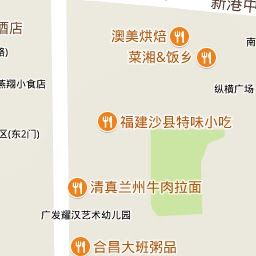 新港中
酒店
澳美烘焙
南
菜湘&饭乡
燕翔小食店
纵横广场
福建沙县特味小吃
区(东2门)
清真兰州牛肉拉面
广发耀汉艺术幼儿园
合昌大班粥品